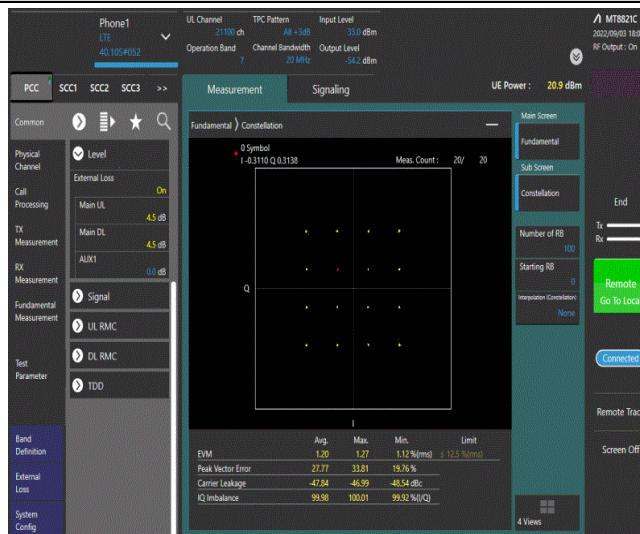 Phone1
LTE
40.10S#052
UL Channel TPC Pattern Input Level
21100 ch All +3dB 33.0 dBm
Operation Band Channel Bandwidth Output Level
7 20 MHz -54.2 dBm
MT8821C
2022/09/03 18:0
RF Output : On
PCC SCC1 SCC2 SCC3 >>
Measurement Signaling UE Power : 20.9 dBm
Common
Physical
Channel
Call
Processing
TX
Measurement
RX
Measurement
Fundamental
Measurement
Test
Parameter
Band
Definition
External
Loss
System
Config
Level
External Loss
On
Main UL
4.5 dB
Main DL
4.5 dB
AUX1
0.0 dB
Signal
UL RMC
DL RMC
TDD
Fundamental Constellation
0 Symbol
I -0.3110 Q 0.3138 Meas. Count : 20/ 20
Q
I
Avg. Max. Min. Limit
EVM 1.20 1.27 1.12 %(rms) ≤ 12.5 %(rms)
Peak Vector Error 27.77 33.81 19.76 %
Carrier Leakage -47.84 -46.99 -48.54 dBc
IQ Imbalance 99.98 100.01 99.92 %(I/Q)
Main Screen
Fundamental
Sub Screen
Constellation
Number of RB
100
Starting RB
0
Interpolation (Constellation)
None
4 Views
End
Tx
Rx
Remote
Go To Loca
Connected
Remote Trac
Screen Off